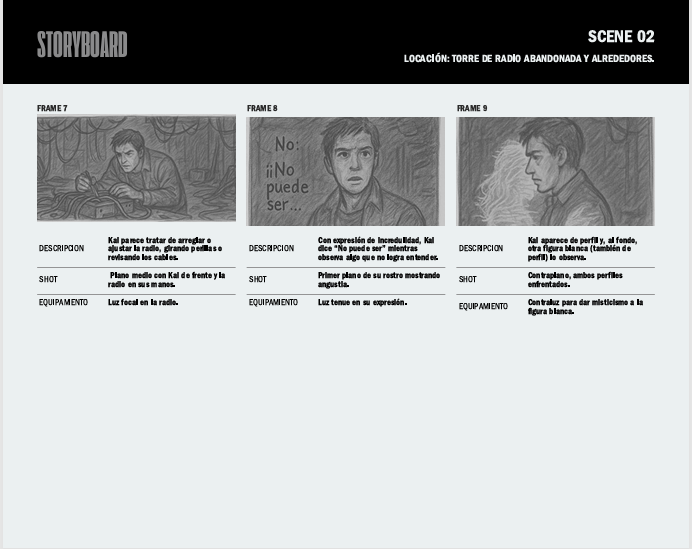 STORYBOARD
SCENE 02
LOCACIÓN: TORRE DE RADIO ABANDONADA Y ALREDEDORES.
FRAME 7
FRAME 8
FRAME 9
No:
¡¡No
puede
ser...
DESCRIPCION
Kai parece tratar de arreglar o
ajustar la radio, girando perillas o
revisando los cables.
SHOT
Plano medio con Kai de frente y la
radio en sus manos.
EQUIPAMIENTO
Luz focal en la radio.
DESCRIPCION
Con expresión de incredulidad, Kai
dice “No puede ser” mientras
observa algo que no logra entender.
SHOT
Primer plano de su rostro mostrando
angustia.
EQUIPAMIENTO
Luz tenue en su expresión.
DESCRIPCION
Kai aparece de perfil y, al fondo,
otra figura blanca (también de
perfil) lo observa.
SHOT
Contraplano, ambos perfiles
enfrentados.
EQUIPAMIENTO
Contraluz para dar misticismo a la
figura blanca.